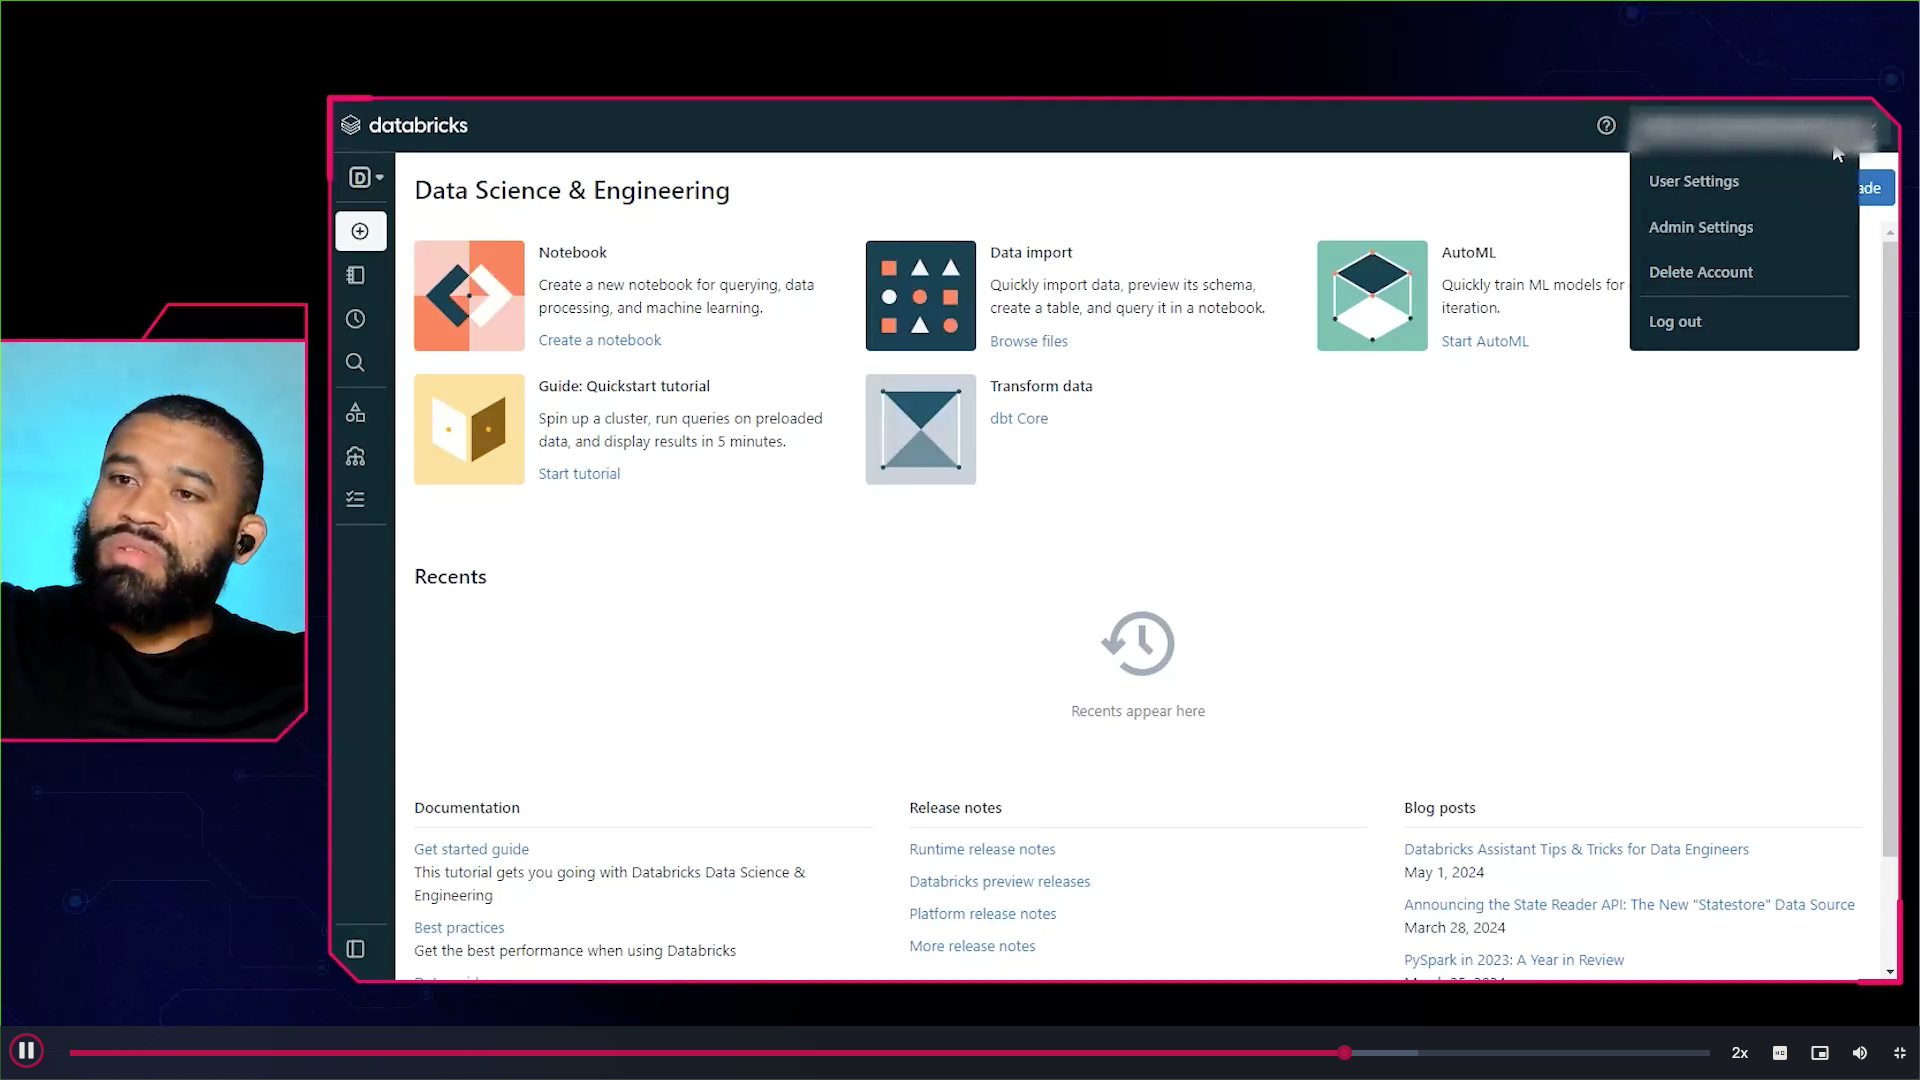 databricks
D
Data Science & Engineering
User Settings
Admin Settings
Delete Account
Log out
Notebook
Create a new notebook for querying, data
processing, and machine learning.
Create a notebook
Data import
Quickly import data, preview its schema,
create a table, and query it in a notebook.
Browse files
AutoML
Quickly train ML models for
iteration.
Start AutoML
Guide: Quickstart tutorial
Spin up a cluster, run queries on preloaded
data, and display results in 5 minutes.
Start tutorial
Transform data
dbt Core
Recents
Recents appear here
Documentation
Get started guide
This tutorial gets you going with Databricks Data Science &
Engineering
Best practices
Get the best performance when using Databricks
Release notes
Runtime release notes
Databricks preview releases
Platform release notes
More release notes
Blog posts
Databricks Assistant Tips & Tricks for Data Engineers
May 1, 2024
Announcing the State Reader API: The New "Statestore" Data Source
March 28, 2024
PySpark in 2023: A Year in Review
2x